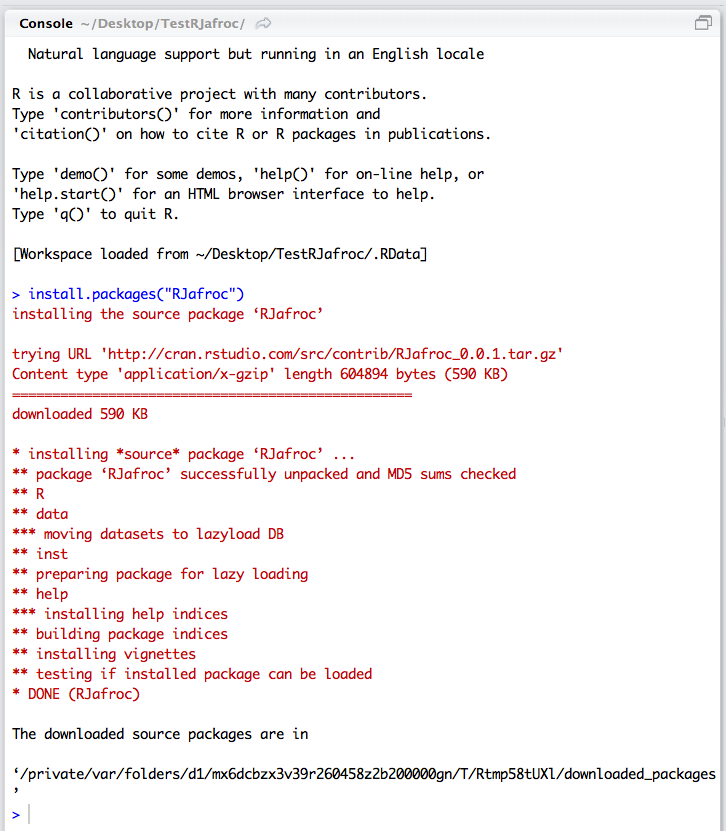 Console ~/Desktop/TestRJafroc/
Natural language support but running in an English locale
R is a collaborative project with many contributors.
Type 'contributors()' for more information and
'citation()' on how to cite R or R packages in publications.
Type 'demo()' for some demos, 'help()' for on-line help, or
'help.start()' for an HTML browser interface to help.
Type 'q()' to quit R.
[Workspace loaded from ~/Desktop/TestRJafroc/.RData]
> install.packages("RJafroc")
installing the source package ‘RJafroc’
trying URL 'http://cran.rstudio.com/src/contrib/RJafroc_0.0.1.tar.gz'
Content type 'application/x-gzip' length 604894 bytes (590 KB)
==================================================
downloaded 590 KB
* installing *source* package ‘RJafroc’ ...
** package ‘RJafroc’ successfully unpacked and MD5 sums checked
** R
** data
*** moving datasets to lazyload DB
** inst
** preparing package for lazy loading
** help
*** installing help indices
** building package indices
** installing vignettes
** testing if installed package can be loaded
* DONE (RJafroc)
The downloaded source packages are in
‘/private/var/folders/d1/mx6dcbzx3v39r260458z2b200000gn/T/Rtmp58tUXl/downloaded_packages
’
>